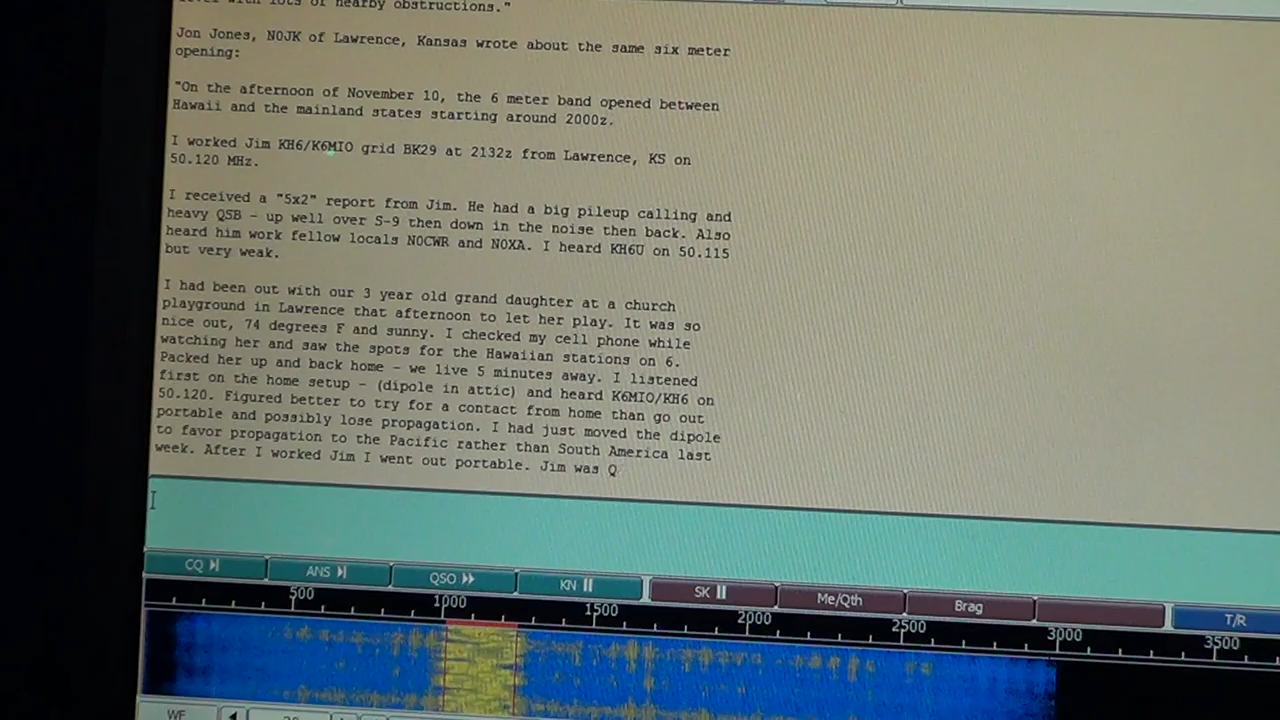 level with lots of nearby obstructions."
Jon Jones, N0JK of Lawrence, Kansas wrote about the same six meter
opening:
"On the afternoon of November 10, the 6 meter band opened between
Hawaii and the mainland states starting around 2000z.
I worked Jim KH6/K6MIO grid BK29 at 2132z from Lawrence, KS on
50.120 MHz.
I received a "5x2" report from Jim. He had a big pileup calling and
heavy QSB - up well over S-9 then down in the noise then back. Also
heard him work fellow locals N0CWR and N0XA. I heard KH6U on 50.115
but very weak.
I had been out with our 3 year old grand daughter at a church
playground in Lawrence that afternoon to let her play. It was so
nice out, 74 degrees F and sunny. I checked my cell phone while
watching her and saw the spots for the Hawaiian stations on 6.
Packed her up and back home - we live 5 minutes away. I listened
first on the home setup - (dipole in attic) and heard K6MIO/KH6 on
50.120. Figured better to try for a contact from home than go out
portable and possibly lose propagation. I had just moved the dipole
to favor propagation to the Pacific rather than South America last
week. After I worked Jim I went out portable. Jim was Q
CQ ANS QSO KN SK Me/Qth Brag T/R
500 1000 1500 2000 2500 3000 3500
WF